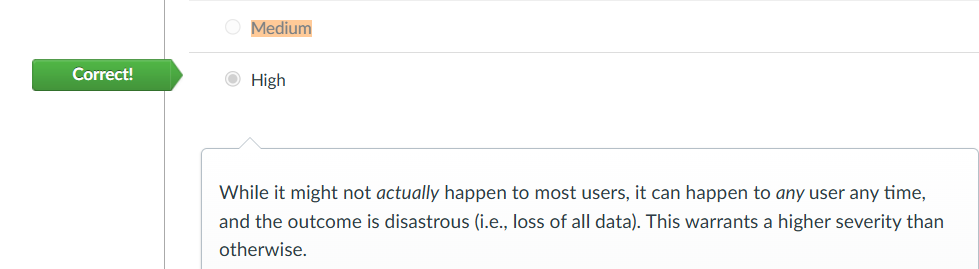 Medium
Correct!
High
While it might not actually happen to most users, it can happen to any user any time,
and the outcome is disastrous (i.e., loss of all data). This warrants a higher severity than
otherwise.